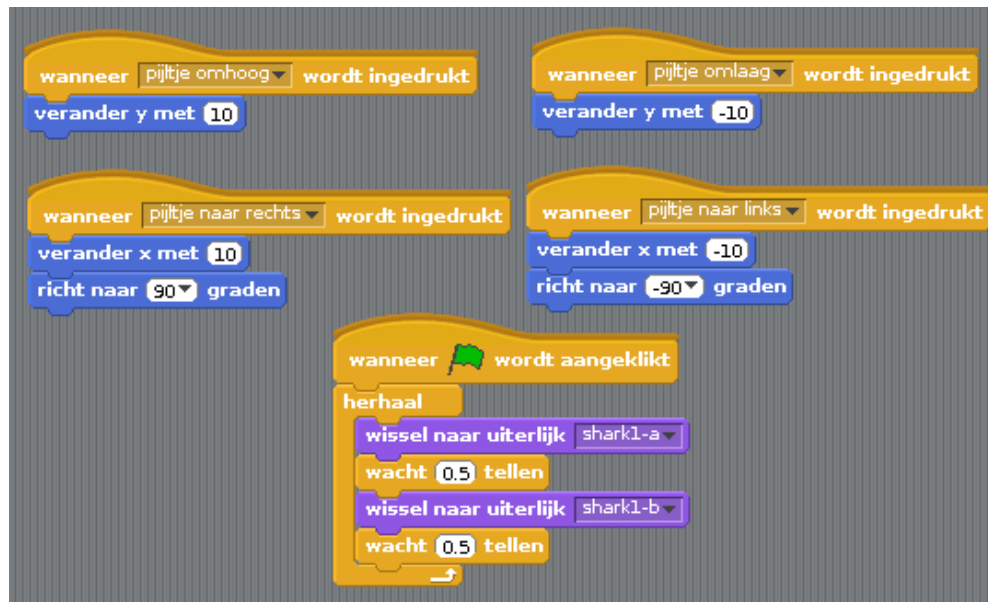 wanneer pijltje omhoog wordt ingedrukt
verander y met 10
wanneer pijltje omlaag wordt ingedrukt
verander y met -10
wanneer pijltje naar rechts wordt ingedrukt
verander x met 10
richt naar 90 graden
wanneer pijltje naar links wordt ingedrukt
verander x met -10
richt naar -90 graden
wanneer wordt aangeklikt
herhaal
wissel naar uiterlijk shark1-a
wacht 0.5 tellen
wissel naar uiterlijk shark1-b
wacht 0.5 tellen